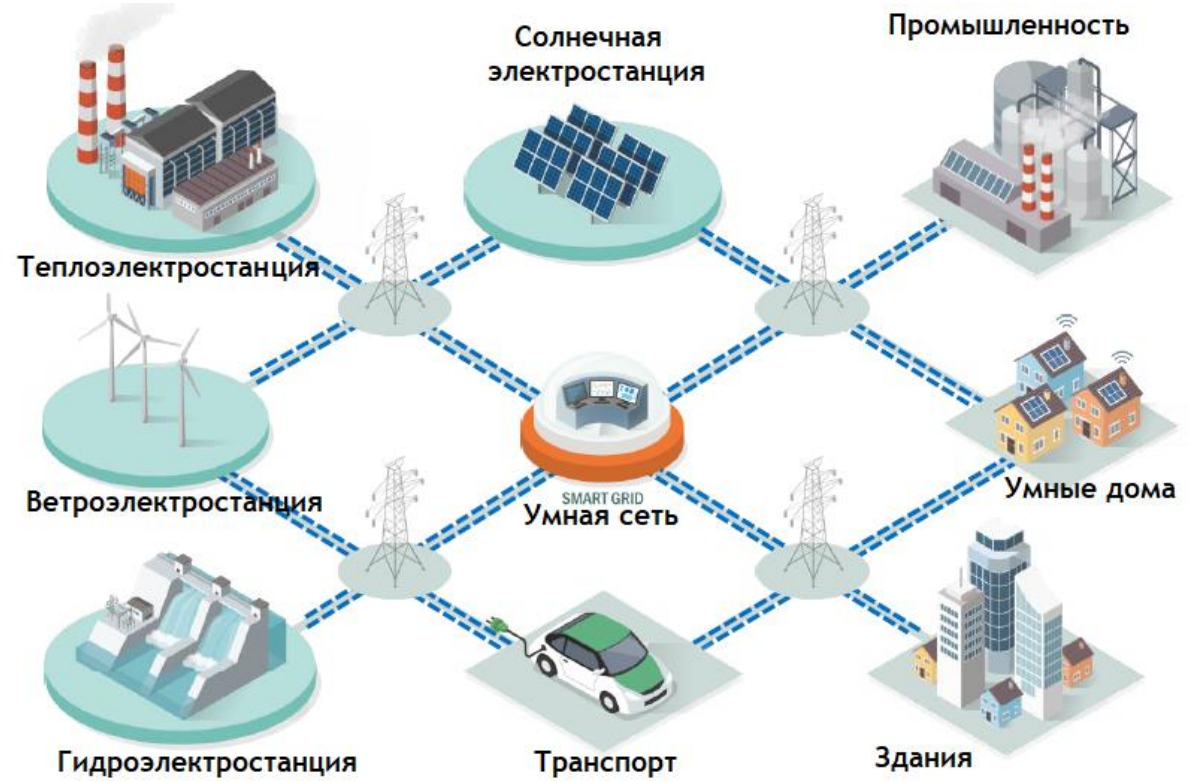 Солнечная
электростанция
Промышленность
Теплоэлектростанция
Ветроэлектростанция
SMART GRID
Умная сеть
Умные дома
Гидроэлектростанция
Транспорт
Здания